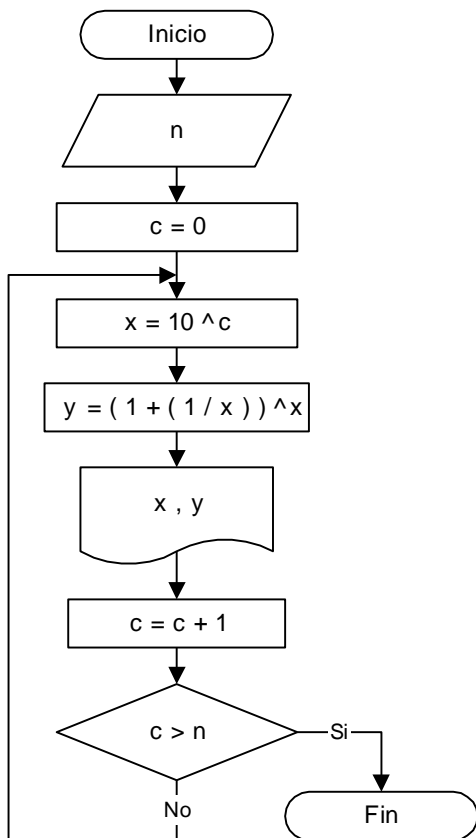 Inicio
n
c = 0
x = 10 ^ c
y = ( 1 + ( 1 / x ) ) ^ x
x , y
c = c + 1
c > n
Si
No
Fin